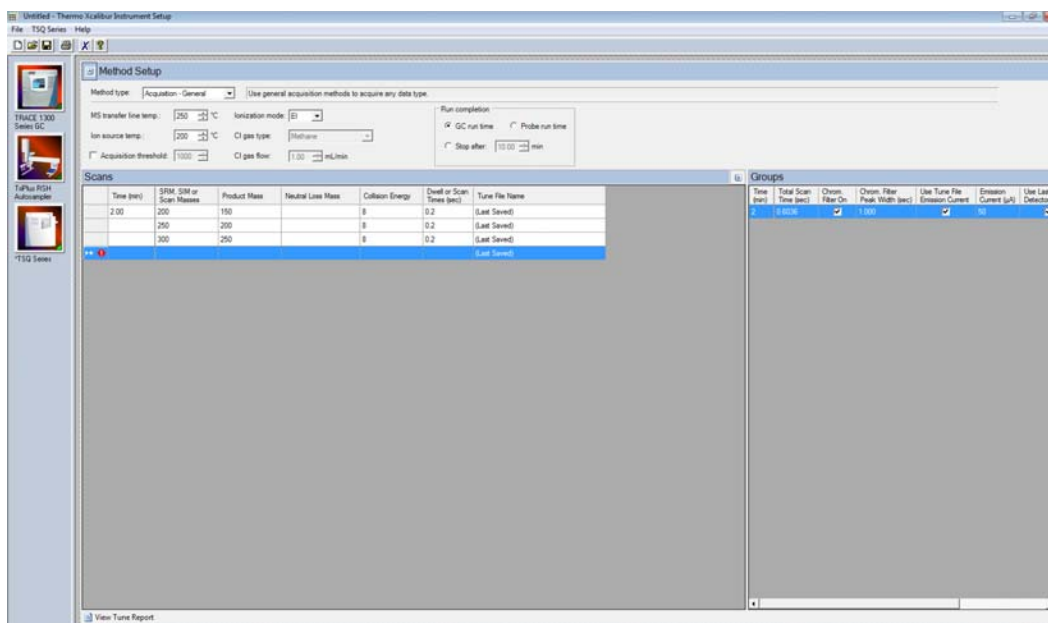 Untitled - Thermo Xcalibur Instrument Setup
File TSQ Series Help
Method Setup
Method type: Acquisition - General Use general acquisition methods to acquire any data type.
MS transfer line temp.: 250 °C Ionization mode: EI
Ion source temp.: 200 °C CI gas type: Methane
Acquisition threshold: 1000 CI gas flow: 1.00 mL/min
Run completion
GC run time Probe run time
Stop after: 10.00 min
TRACE 1300
Series GC
TriPlus RSH
Autosampler
*TSQ Series
Scans
Time (min) SRM, SIM or Scan Masses Product Mass Neutral Loss Mass Collision Energy Dwell or Scan Times (sec) Tune File Name
2.00 200 150 8 0.2 (Last Saved)
250 200 8 0.2 (Last Saved)
300 250 8 0.2 (Last Saved)
(Last Saved)
Groups
Time (min) Total Scan Time (sec) Chrom. Filter On Chrom. Filter Peak Width (sec) Use Tune File Emission Current Emission Current (µA) Use Las Detecto
2 0.6036 1.000 50
View Tune Report